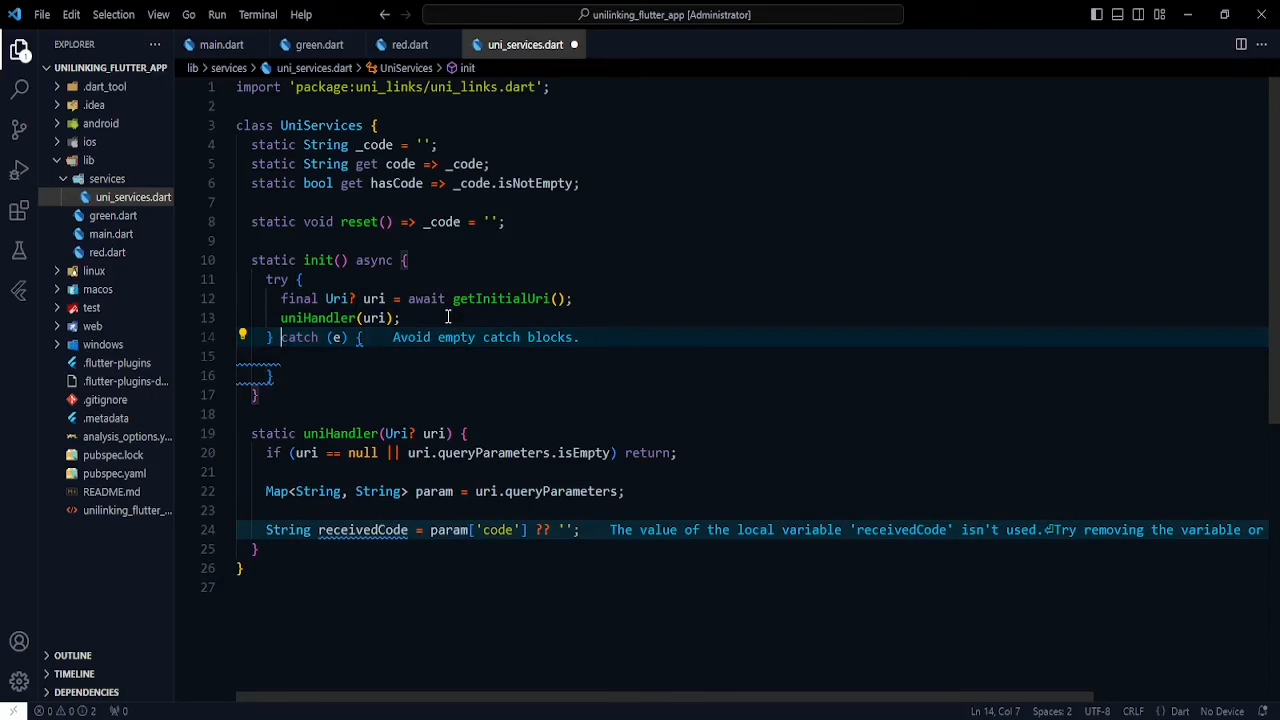 File Edit Selection View Go Run Terminal Help
unilinking_flutter_app [Administrator]
EXPLORER
main.dart green.dart red.dart uni_services.dart
UNILINKING_FLUTTER_APP
lib > services > uni_services.dart > UniServices > init
.dart_tool
.idea
android
ios
lib
services
uni_services.dart
green.dart
main.dart
red.dart
linux
macos
test
web
windows
.flutter-plugins
.flutter-plugins-d...
.gitignore
.metadata
analysis_options.y...
pubspec.lock
pubspec.yaml
README.md
unilinking_flutter_...
OUTLINE
TIMELINE
DEPENDENCIES
1 import 'package:uni_links/uni_links.dart';
2
3 class UniServices {
4 static String _code = '';
5 static String get code => _code;
6 static bool get hasCode => _code.isNotEmpty;
7
8 static void reset() => _code = '';
9
10 static init() async {
11 try {
12 final Uri? uri = await getInitialUri();
13 uniHandler(uri);
14 } catch (e) { Avoid empty catch blocks.
15
16 }
17 }
18
19 static uniHandler(Uri? uri) {
20 if (uri == null || uri.queryParameters.isEmpty) return;
21
22 Map<String, String> param = uri.queryParameters;
23
24 String receivedCode = param['code'] ?? ''; The value of the local variable 'receivedCode' isn't used.⏎Try removing the variable or
25 }
26 }
27
0 0 2 0 Ln 14, Col 7 Spaces: 2 UTF-8 CRLF {} Dart No Device